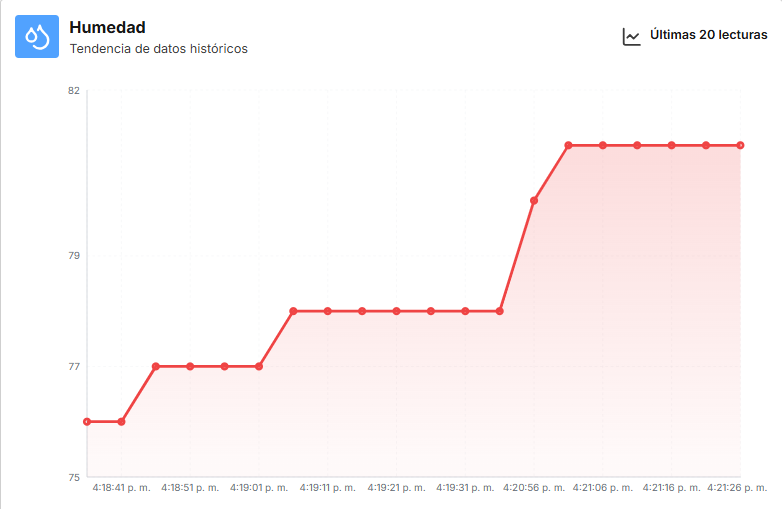 Humedad
Tendencia de datos históricos
Últimas 20 lecturas
82
79
77
75
4:18:41 p. m. 4:18:51 p. m. 4:19:01 p. m. 4:19:11 p. m. 4:19:21 p. m. 4:19:31 p. m. 4:20:56 p. m. 4:21:06 p. m. 4:21:16 p. m. 4:21:26 p. m.